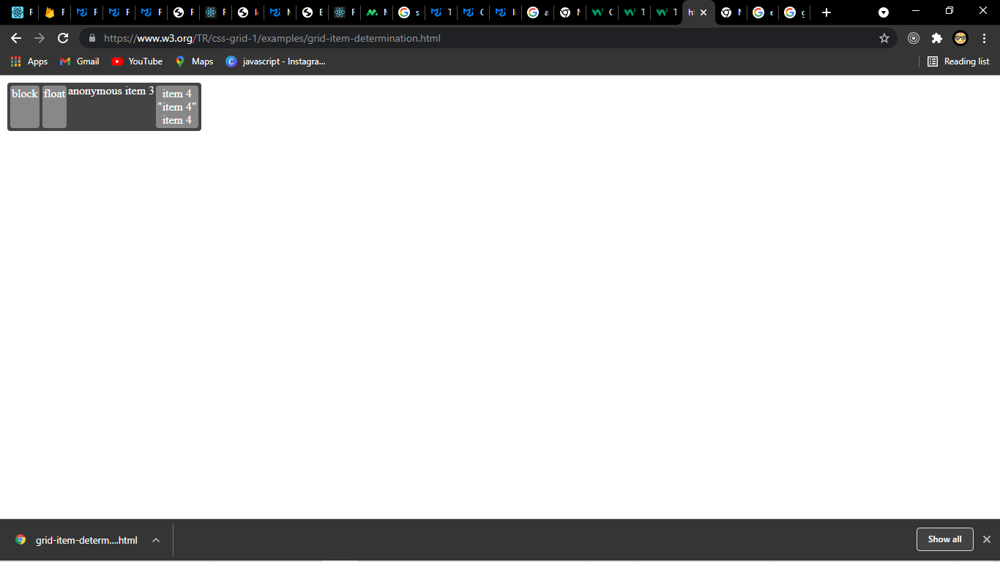 https://www.w3.org/TR/css-grid-1/examples/grid-item-determination.html
Apps Gmail YouTube Maps javascript - Instagra... Reading list
block float anonymous item 3 item 4
"item 4"
item 4
grid-item-determ....html Show all